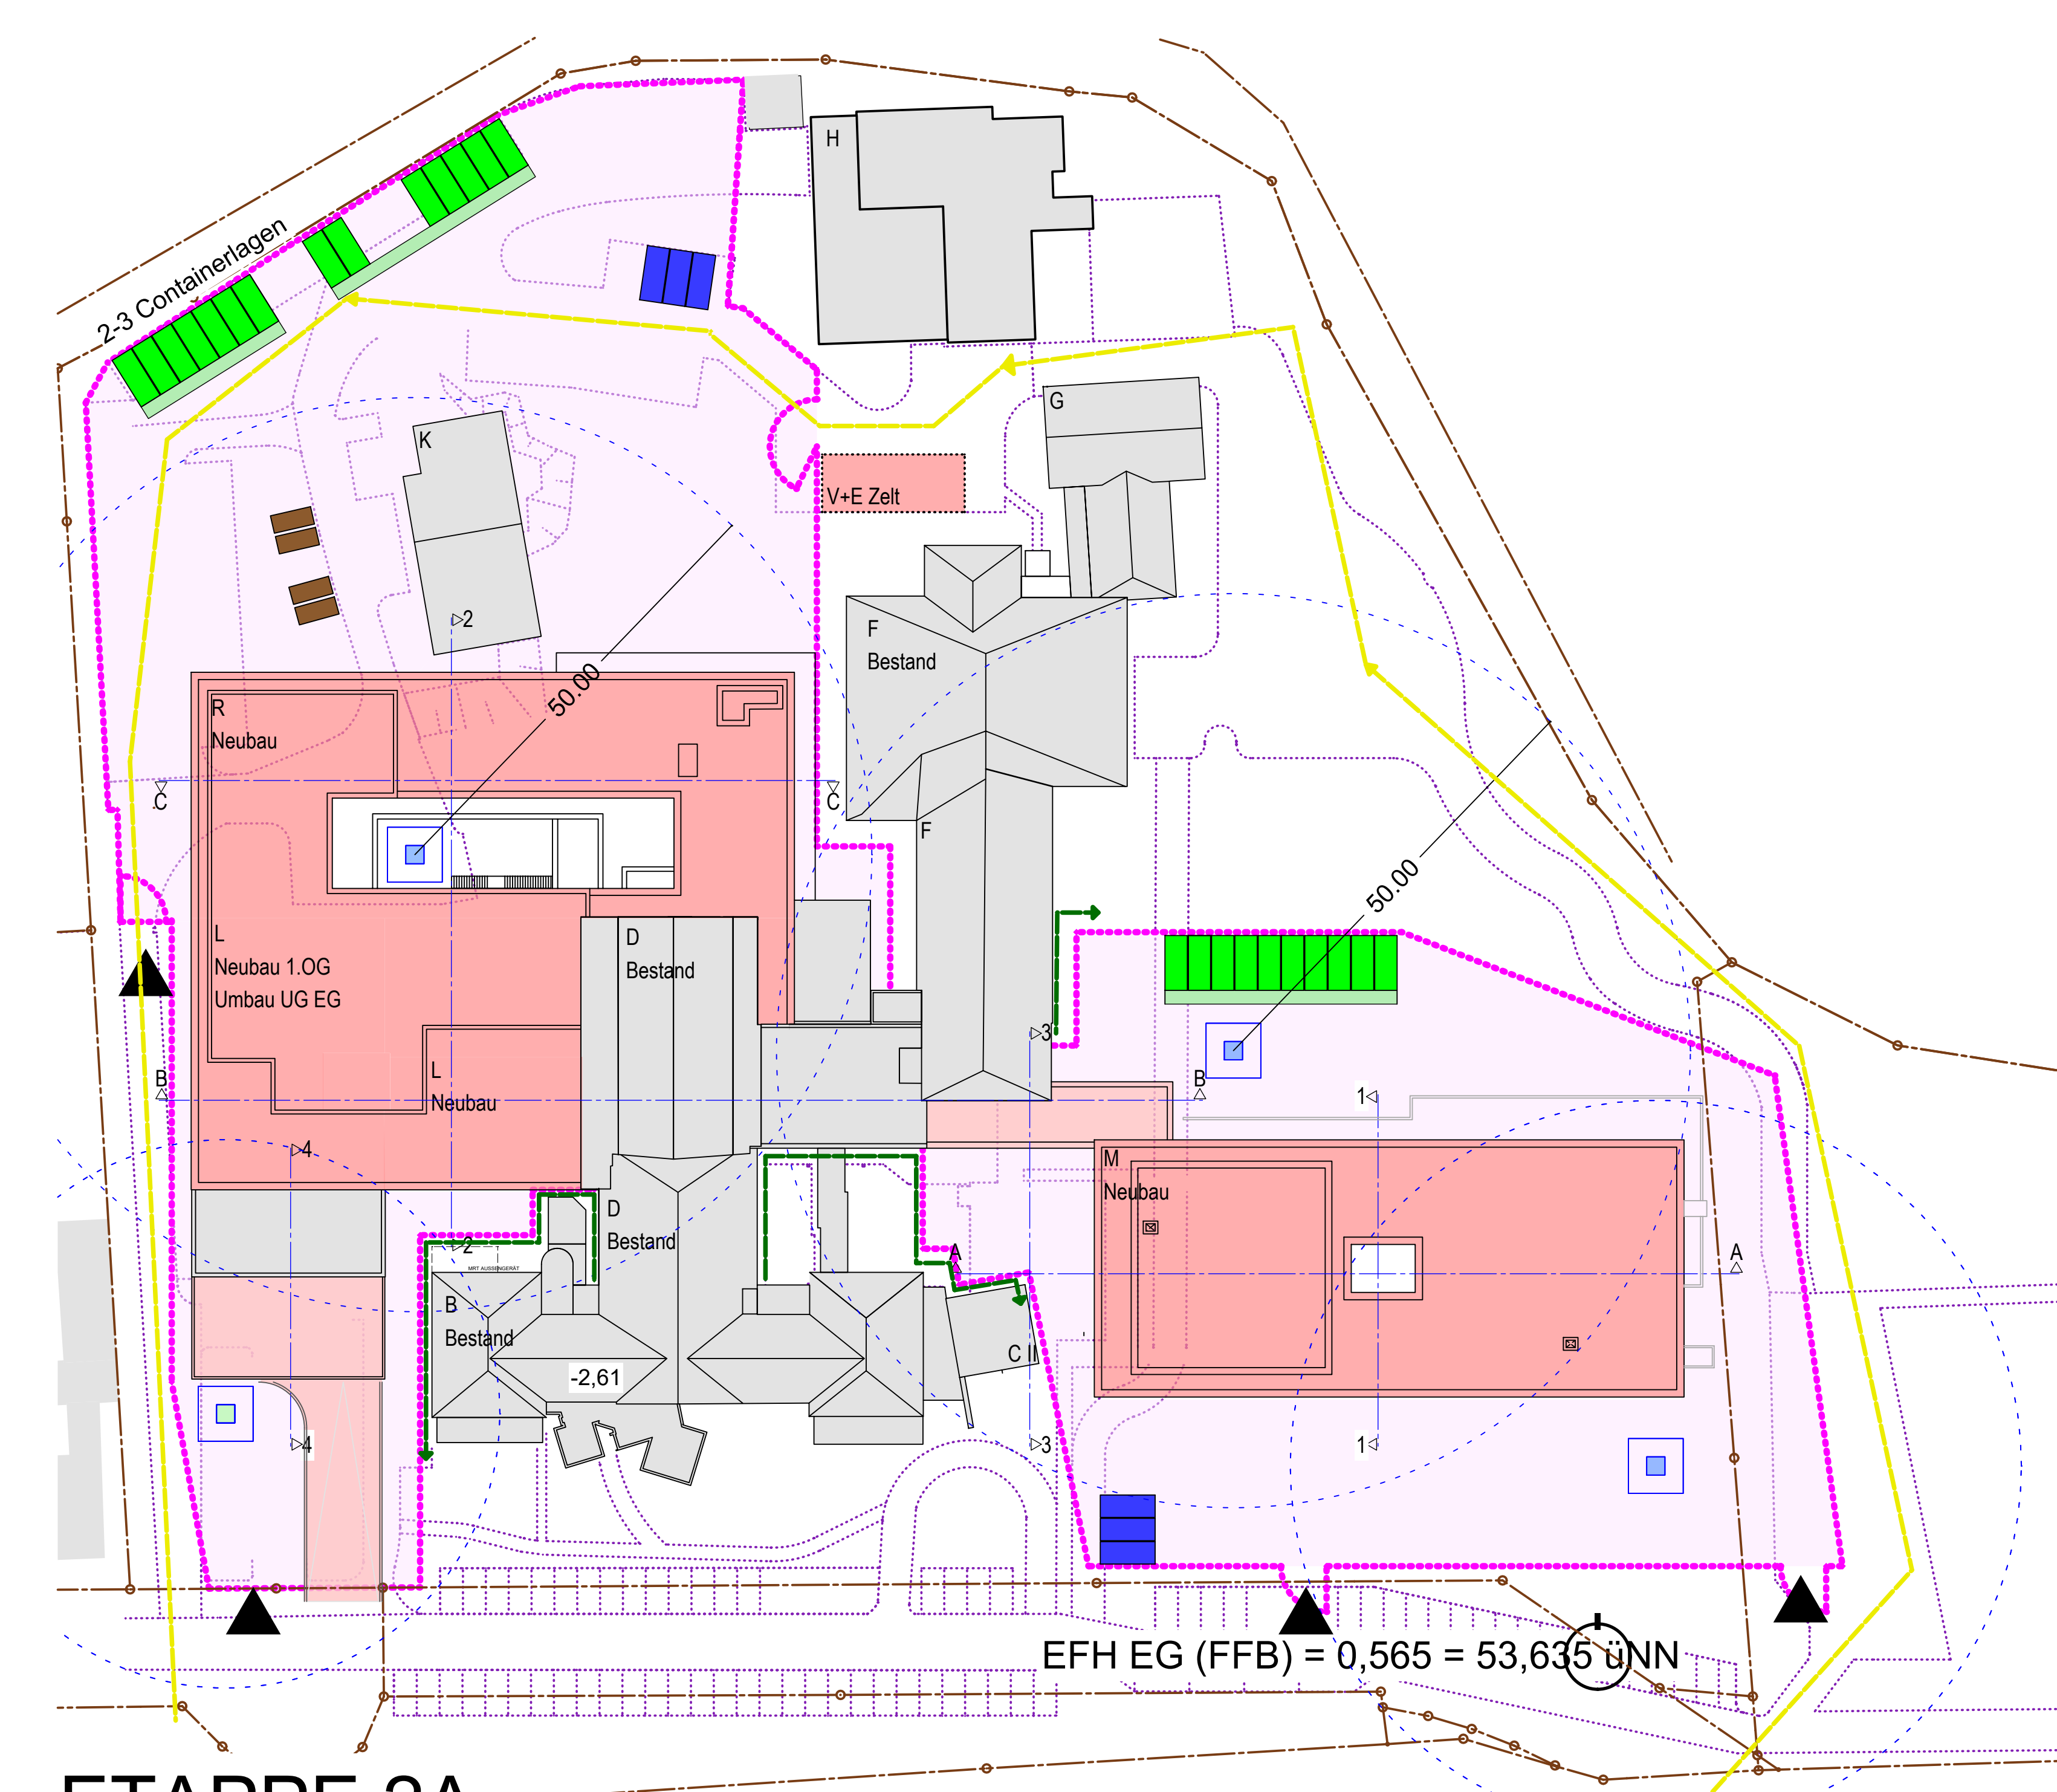 H
2-3 Containerlagen
G
K
V+E Zelt
2
F
Bestand
50.00
R
Neubau
C
C
F
50.00
L
Neubau 1.OG
Umbau UG EG
D
Bestand
3
L
Neubau
B
B
1
4
M
Neubau
D
Bestand
2
A
A
MRT AUSSENGERÄT
B
Bestand
C II
-2,61
4
3
1
EFH EG (FFB) = 0,565 = 53,635 üNN